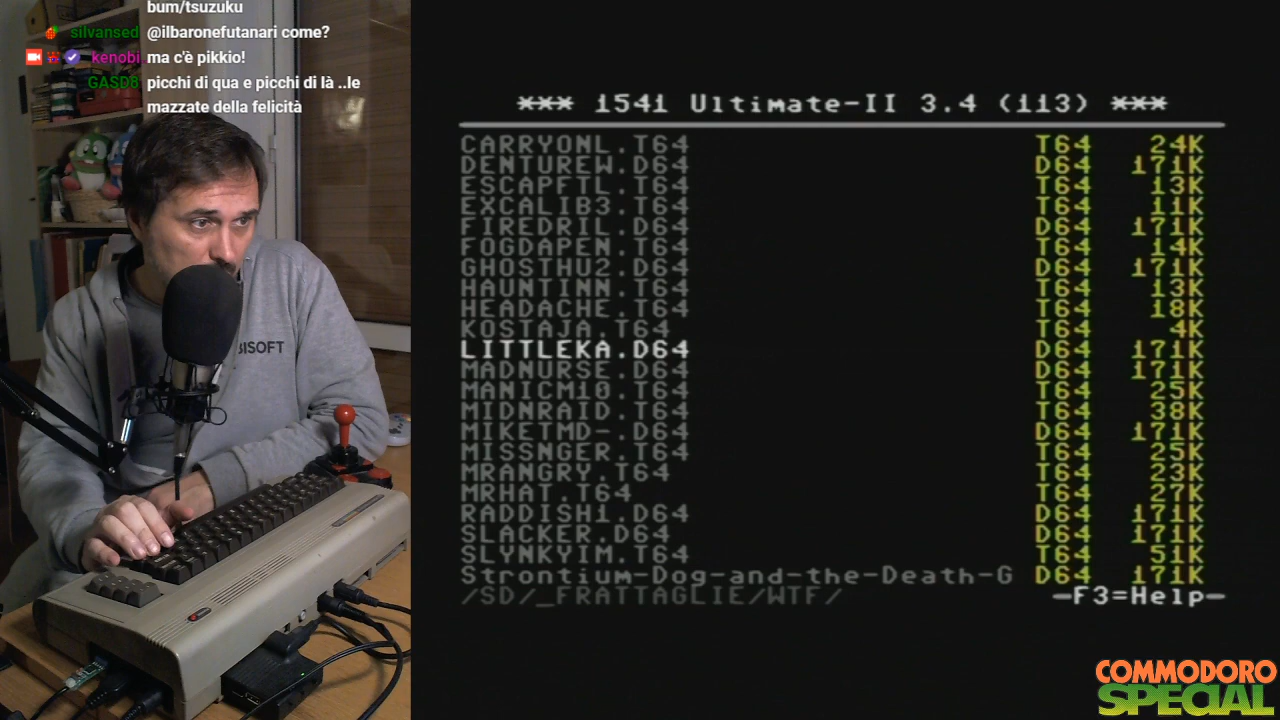 bum/tsuzuku
silvansed @ilbaronefutanari come?
kenobi ma c'è pikkio!
GASD8 picchi di qua e picchi di là ..le
mazzate della felicità
BISOFT
*** 1541 Ultimate-II 3.4 (113) ***
CARRYONL.T64 T64 24K
DENTUREW.D64 D64 171K
ESCAPFTL.T64 T64 13K
EXCALIB3.T64 T64 11K
FIREDRIL.D64 D64 171K
FOGDAPEN.T64 T64 14K
GHOSTHU2.D64 D64 171K
HAUNTINN.T64 T64 13K
HEADACHE.T64 T64 18K
KOSTAJA.T64 T64 4K
LITTLEKA.D64 D64 171K
MADNURSE.D64 D64 171K
MANICM10.T64 T64 25K
MIDNRAID.T64 T64 38K
MIKETMD-.D64 D64 171K
MISSNGER.T64 T64 25K
MRANGRY.T64 T64 23K
MRHAT.T64 T64 27K
RADDISH1.D64 D64 171K
SLACKER.D64 D64 171K
SLYNKYIM.T64 T64 51K
Strontium-Dog-and-the-Death-G D64 171K
/SD/_FRATTAGLIE/WTF/ F3=Help
COMMODORO
SPECIAL